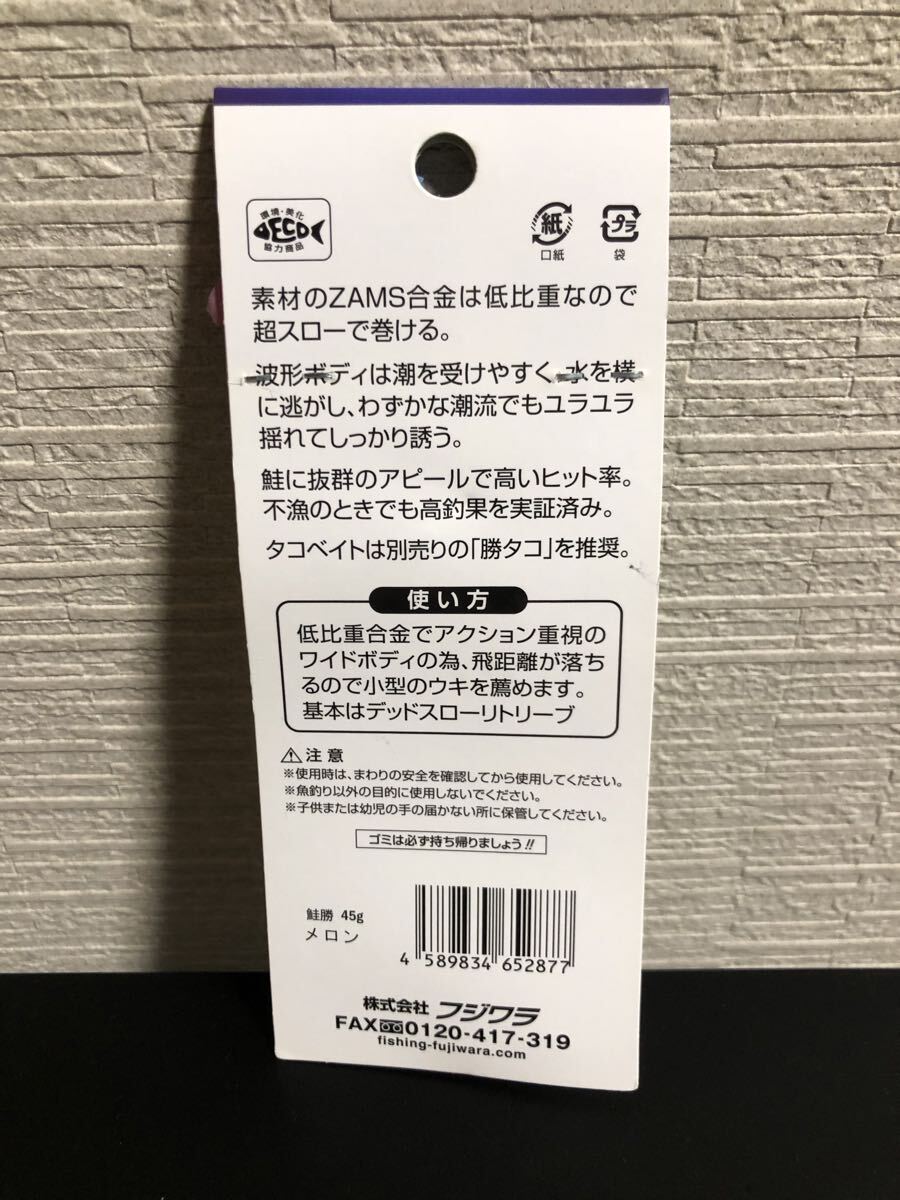 環境・美化
ECO
協力商品
紙
口紙
プラ
袋
素材のZAMS合金は低比重なので
超スローで巻ける。
波形ボディは潮を受けやすく、水を横
に逃がし、わずかな潮流でもユラユラ
揺れてしっかり誘う。
鮭に抜群のアピールで高いヒット率。
不漁のときでも高釣果を実証済み。
タコベイトは別売りの「勝タコ」を推奨。
使い方
低比重合金でアクション重視の
ワイドボディの為、飛距離が落ち
るので小型のウキを薦めます。
基本はデッドスローリトリーブ
注意
※使用時は、まわりの安全を確認してから使用してください。
※魚釣り以外の目的に使用しないでください。
※子供または幼児の手の届かない所に保管してください。
ゴミは必ず持ち帰りましょう!!
鮭勝 45g
メロン
4 589834 652877
株式会社 フジワラ
FAX 0120-417-319
fishing-fujiwara.com